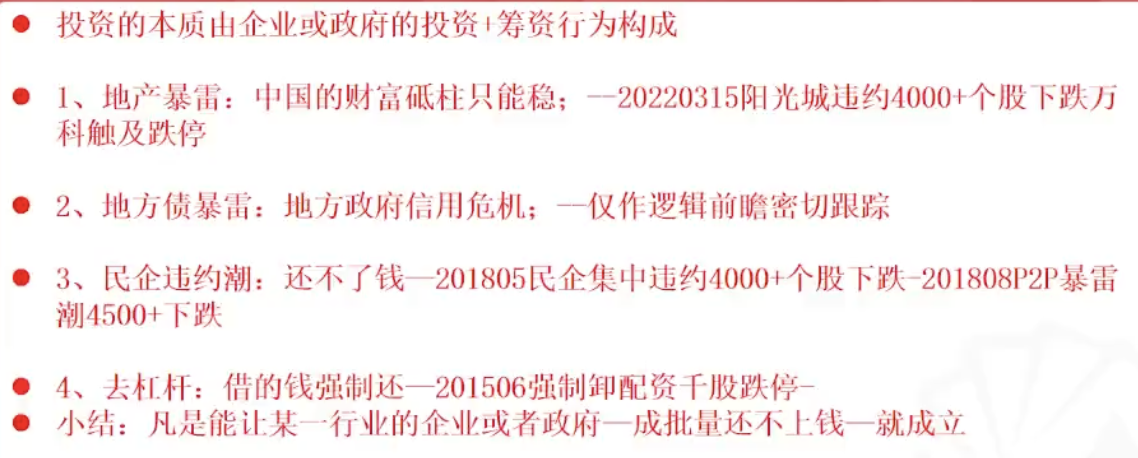 投资的本质由企业或政府的投资+筹资行为构成
1、地产暴雷：中国的财富砥柱只能稳；—20220315阳光城违约4000+个股下跌万
科触及跌停
2、地方债暴雷：地方政府信用危机；—仅作逻辑前瞻密切跟踪
3、民企违约潮：还不了钱—201805民企集中违约4000+个股下跌-201808P2P暴雷
潮4500+下跌
4、去杠杆：借的钱强制还—201506强制卸配资千股跌停-
小结：凡是能让某一行业的企业或者政府—成批量还不上钱—就成立